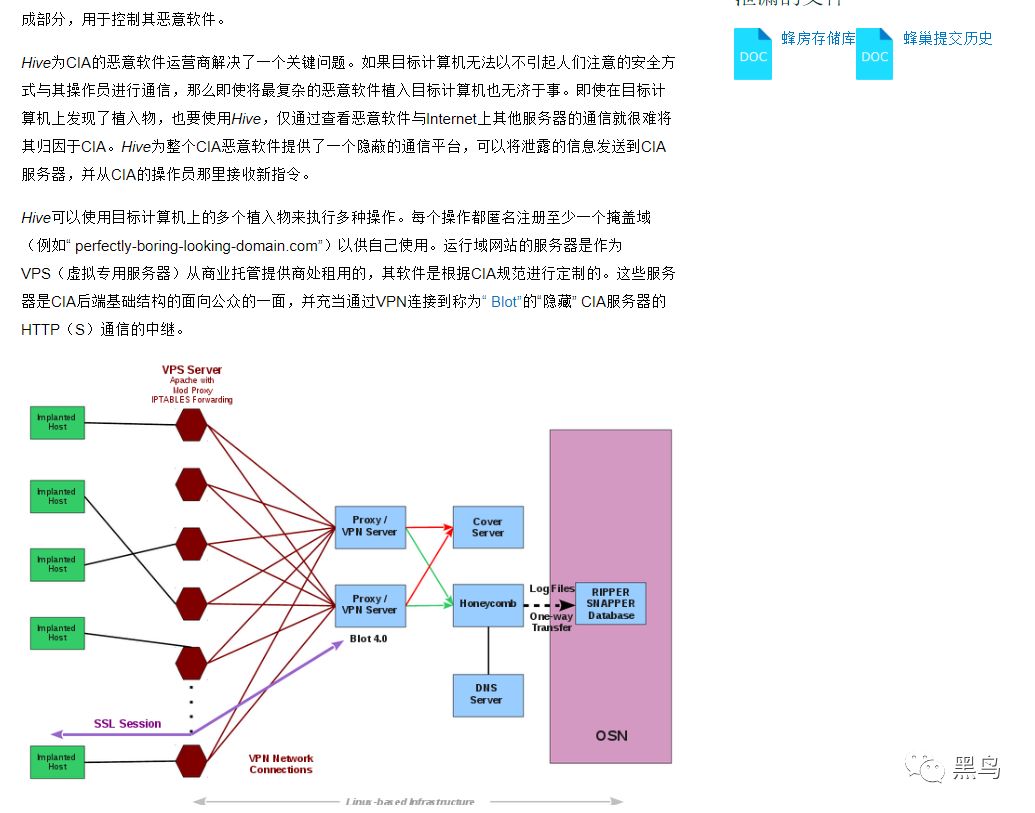 成部分，用于控制其恶意软件。
Hive为CIA的恶意软件运营商解决了一个关键问题。如果目标计算机无法以不引起人们注意的安全方
式与其操作员进行通信，那么即使将最复杂的恶意软件植入目标计算机也无济于事。即使在目标计
算机上发现了植入物，也要使用Hive，仅通过查看恶意软件与Internet上其他服务器的通信就很难将
其归因于CIA。Hive为整个CIA恶意软件提供了一个隐蔽的通信平台，可以将泄露的信息发送到CIA
服务器，并从CIA的操作员那里接收新指令。
Hive可以使用目标计算机上的多个植入物来执行多种操作。每个操作都匿名注册至少一个掩盖域
（例如“ perfectly-boring-looking-domain.com”）以供自己使用。运行域网站的服务器是作为
VPS（虚拟专用服务器）从商业托管提供商处租用的，其软件是根据CIA规范进行定制的。这些服务
器是CIA后端基础结构的面向公众的一面，并充当通过VPN连接到称为“ Blot”的“隐藏” CIA服务器的
HTTP（S）通信的中继。
DOC
蜂房存储库
DOC
蜂巢提交历史
VPS Server
Apache with
Mod Proxy
IPTABLES Forwarding
Implanted
Host
Implanted
Host
Implanted
Host
Implanted
Host
Implanted
Host
Proxy /
VPN Server
Proxy /
VPN Server
Blot 4.0
Cover
Server
Honeycomb
DNS
Server
Log Files
One-way
Transfer
RIPPER
SNAPPER
Database
OSN
SSL Session
VPN Network
Connections
Linux-based Infrastructure
黑鸟